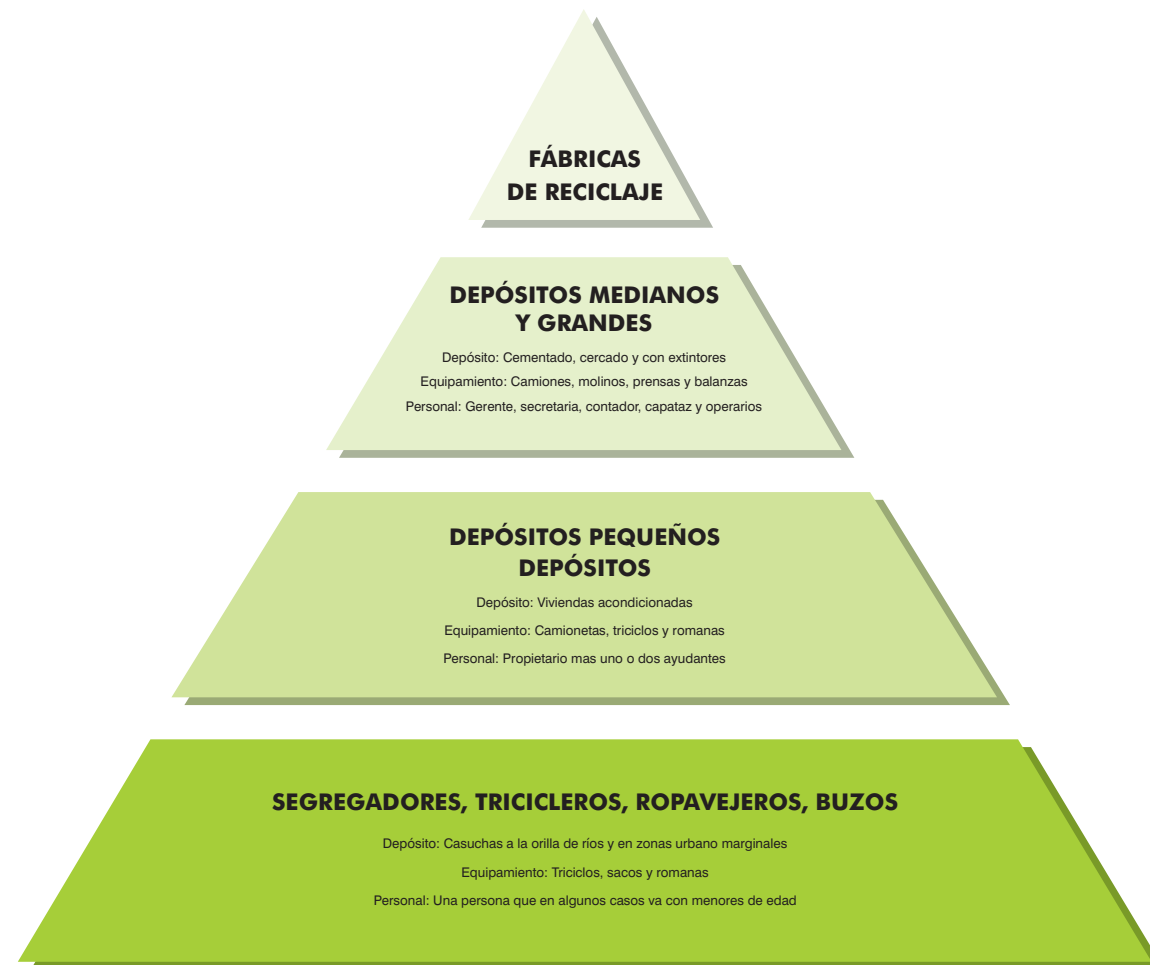 FÁBRICAS
DE RECICLAJE
DEPÓSITOS MEDIANOS
Y GRANDES
Depósito: Cementado, cercado y con extintores
Equipamiento: Camiones, molinos, prensas y balanzas
Personal: Gerente, secretaria, contador, capataz y operarios
DEPÓSITOS PEQUEÑOS
DEPÓSITOS
Depósito: Viviendas acondicionadas
Equipamiento: Camionetas, triciclos y romanas
Personal: Propietario mas uno o dos ayudantes
SEGREGADORES, TRICICLEROS, ROPAVEJEROS, BUZOS
Depósito: Casuchas a la orilla de ríos y en zonas urbano marginales
Equipamiento: Triciclos, sacos y romanas
Personal: Una persona que en algunos casos va con menores de edad